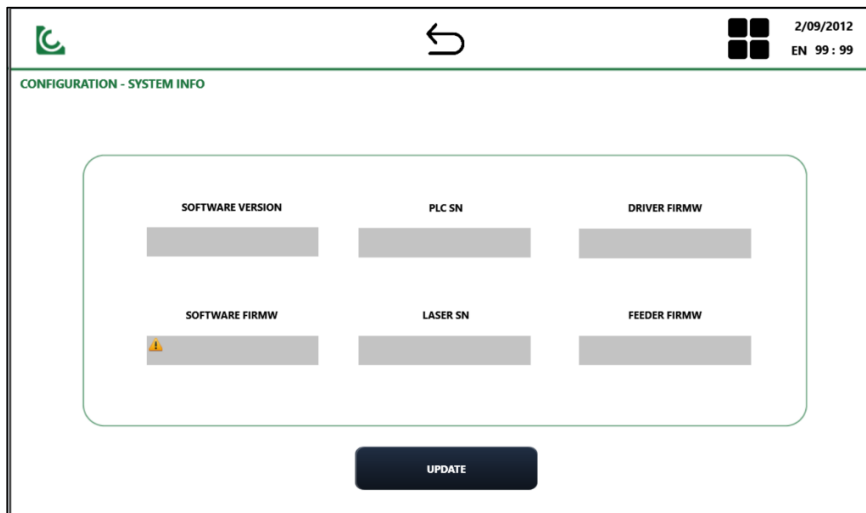 2/09/2012
EN 99 : 99
CONFIGURATION - SYSTEM INFO
SOFTWARE VERSION
PLC SN
DRIVER FIRMW
SOFTWARE FIRMW
LASER SN
FEEDER FIRMW
UPDATE